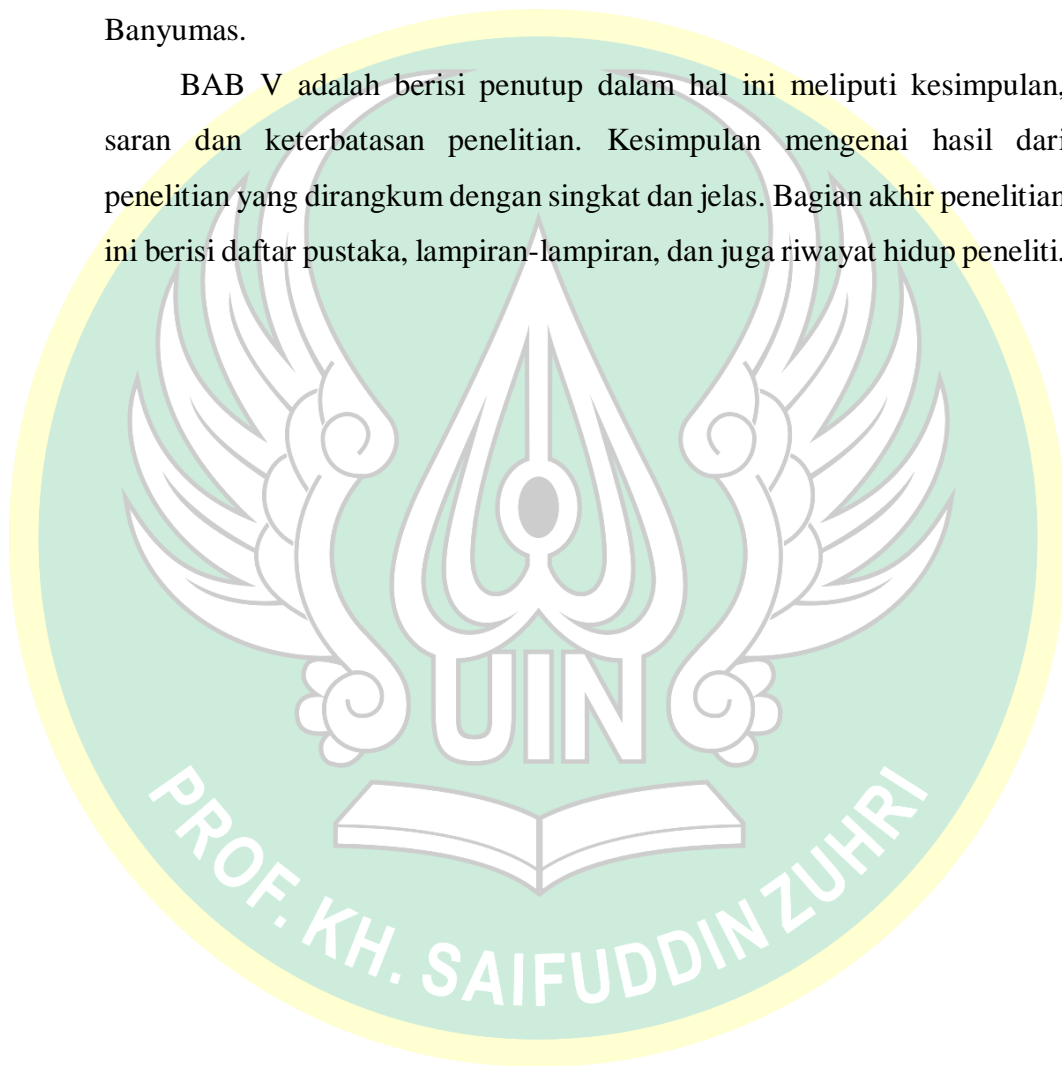 Banyumas.
BAB V adalah berisi penutup dalam hal ini meliputi kesimpulan,
saran dan keterbatasan penelitian. Kesimpulan mengenai hasil dari
penelitian yang dirangkum dengan singkat dan jelas. Bagian akhir penelitian
ini berisi daftar pustaka, lampiran-lampiran, dan juga riwayat hidup peneliti.
UIN
PROF. KH. SAIFUDDIN ZUHRI